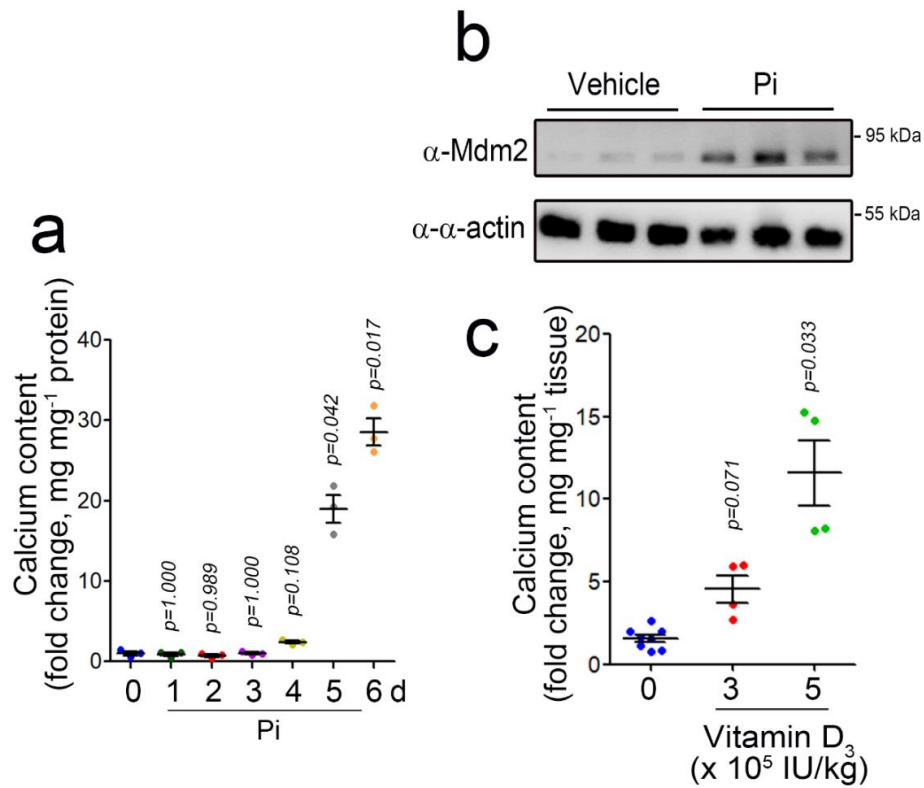 b
Vehicle Pi
α-Mdm2
- 95 kDa
α-α-actin
- 55 kDa
a
Calcium content
(fold change, mg mg⁻¹ protein)
40
30
20
10
0
p=1.000
p=0.989
p=1.000
p=0.108
p=0.042
p=0.017
0 1 2 3 4 5 6 d
Pi
c
Calcium content
(fold change, mg mg⁻¹ tissue)
20
15
10
5
0
p=0.071
p=0.033
0 3 5
Vitamin D₃
(x 10⁵ IU/kg)